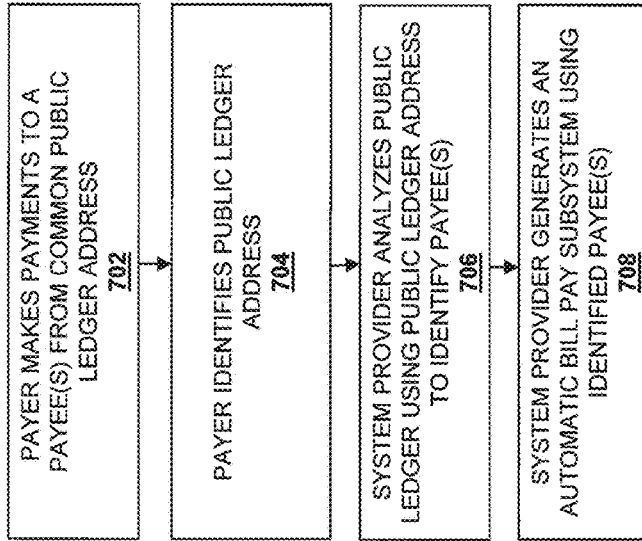 PAYER MAKES PAYMENTS TO A
PAYEE(S) FROM COMMON PUBLIC
LEDGER ADDRESS
702
PAYER IDENTIFIES PUBLIC LEDGER
ADDRESS
704
SYSTEM PROVIDER ANALYZES PUBLIC
LEDGER USING PUBLIC LEDGER ADDRESS
TO IDENTIFY PAYEE(S)
706
SYSTEM PROVIDER GENERATES AN
AUTOMATIC BILL PAY SUBSYSTEM USING
IDENTIFIED PAYEE(S)
708